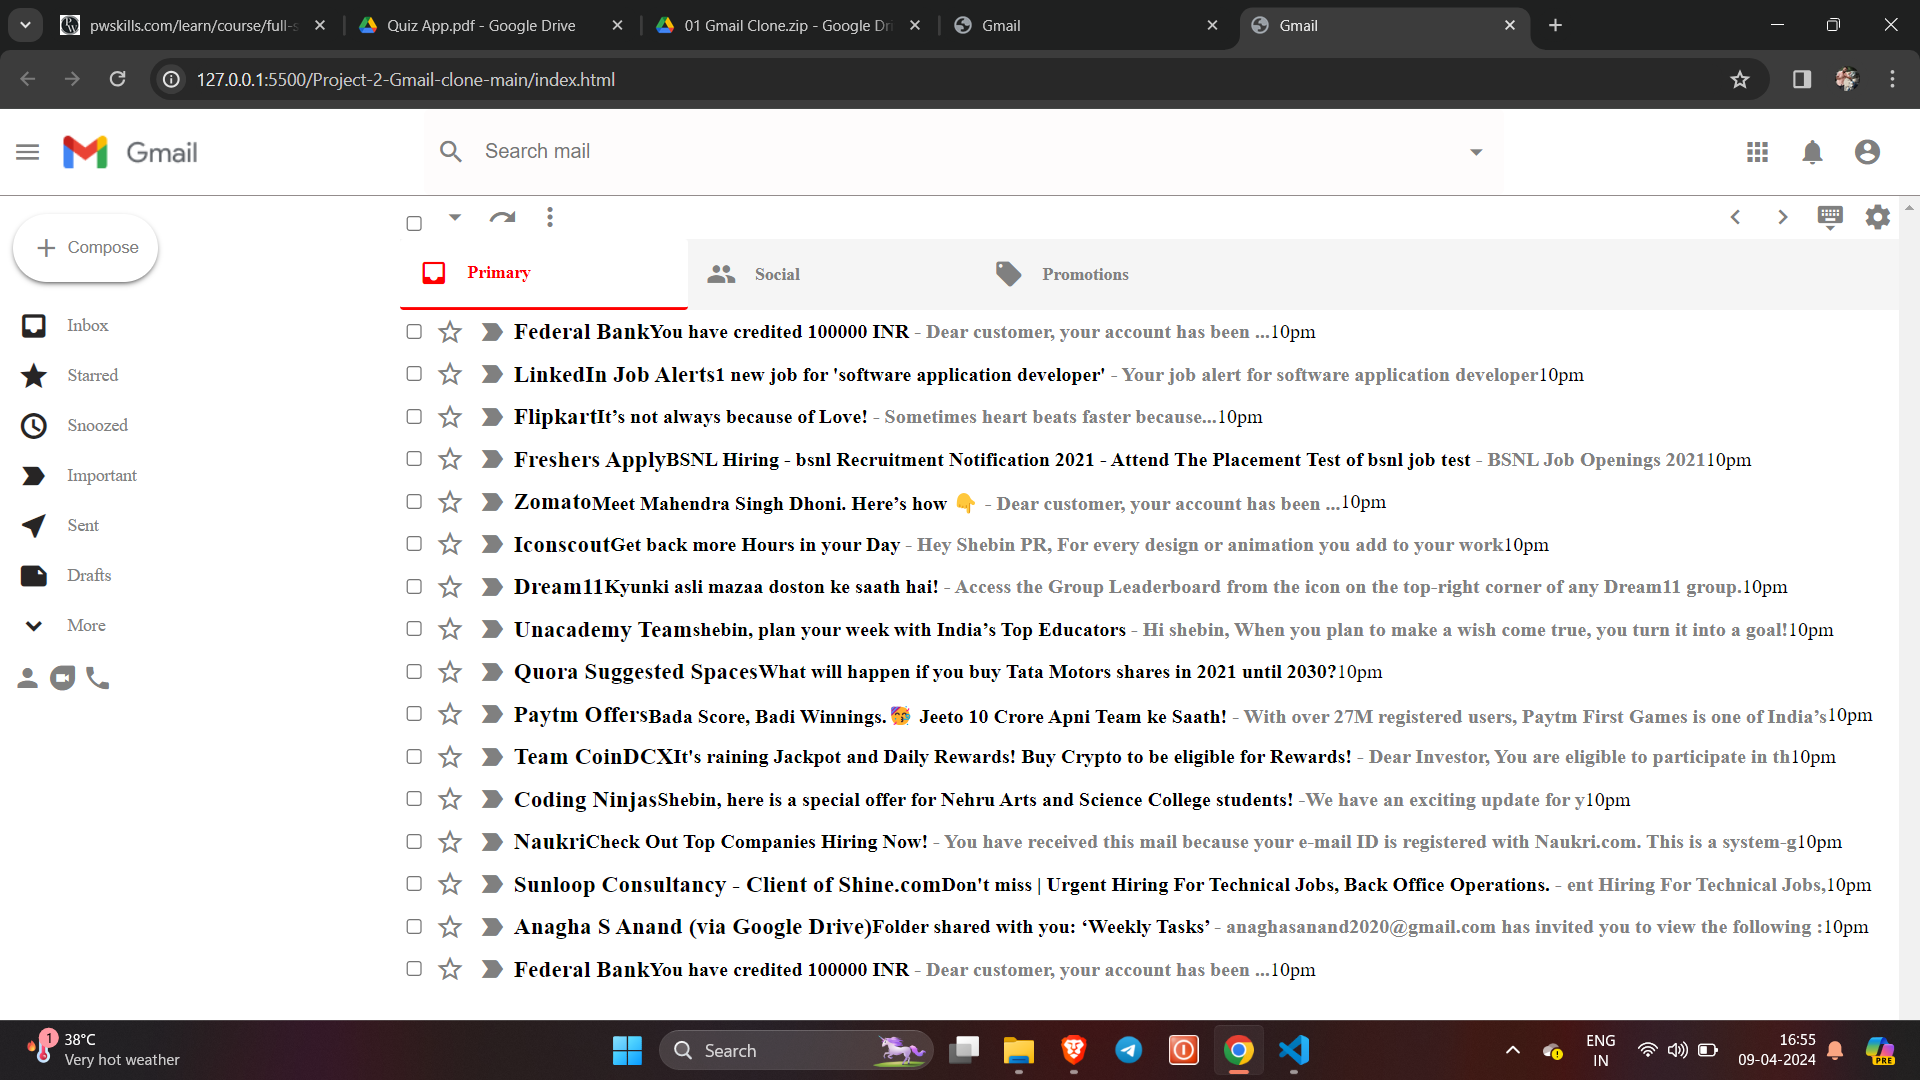 pwskills.com/learn/course/full-s
Quiz App.pdf - Google Drive
01 Gmail Clone.zip - Google Dri
Gmail
Gmail
127.0.0.1:5500/Project-2-Gmail-clone-main/index.html
Gmail
Search mail
Compose
Inbox
Starred
Snoozed
Important
Sent
Drafts
More
Primary
Social
Promotions
Federal BankYou have credited 100000 INR - Dear customer, your account has been ...10pm
LinkedIn Job Alerts1 new job for 'software application developer' - Your job alert for software application developer10pm
FlipkartIt’s not always because of Love! - Sometimes heart beats faster because...10pm
Freshers ApplyBSNL Hiring - bsnl Recruitment Notification 2021 - Attend The Placement Test of bsnl job test - BSNL Job Openings 202110pm
ZomatoMeet Mahendra Singh Dhoni. Here’s how 👇 - Dear customer, your account has been ...10pm
IconscoutGet back more Hours in your Day - Hey Shebin PR, For every design or animation you add to your work10pm
Dream11Kyunki asli mazaa doston ke saath hai! - Access the Group Leaderboard from the icon on the top-right corner of any Dream11 group.10pm
Unacademy Teamshebin, plan your week with India’s Top Educators - Hi shebin, When you plan to make a wish come true, you turn it into a goal!10pm
Quora Suggested SpacesWhat will happen if you buy Tata Motors shares in 2021 until 2030?10pm
Paytm OffersBada Score, Badi Winnings.🥳 Jeeto 10 Crore Apni Team ke Saath! - With over 27M registered users, Paytm First Games is one of India’s10pm
Team CoinDCXIt's raining Jackpot and Daily Rewards! Buy Crypto to be eligible for Rewards! - Dear Investor, You are eligible to participate in th10pm
Coding NinjasShebin, here is a special offer for Nehru Arts and Science College students! -We have an exciting update for y10pm
NaukriCheck Out Top Companies Hiring Now! - You have received this mail because your e-mail ID is registered with Naukri.com. This is a system-g10pm
Sunloop Consultancy - Client of Shine.comDon't miss | Urgent Hiring For Technical Jobs, Back Office Operations. - ent Hiring For Technical Jobs,10pm
Anagha S Anand (via Google Drive)Folder shared with you: ‘Weekly Tasks’ - anaghasanand2020@gmail.com has invited you to view the following :10pm
Federal BankYou have credited 100000 INR - Dear customer, your account has been ...10pm
1
38°C
Very hot weather
Search
ENG
IN
16:55
09-04-2024
PRE